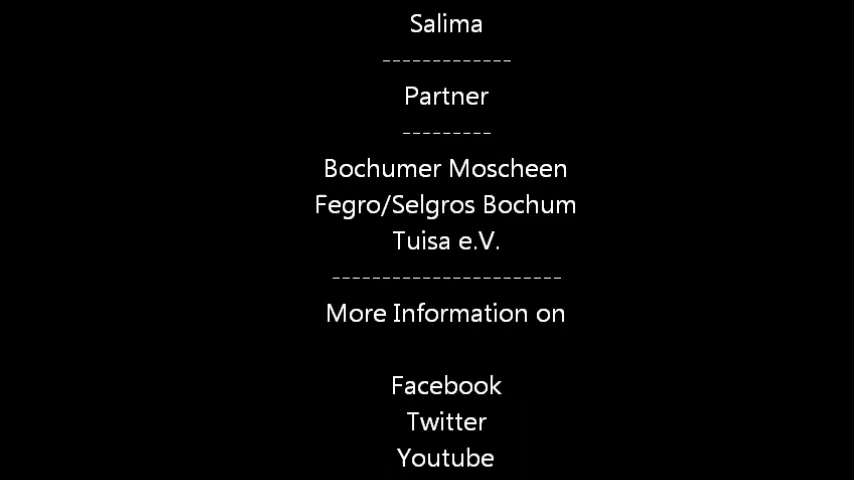 Salima
-------------
Partner
---------
Bochumer Moscheen
Fegro/Selgros Bochum
Tuisa e.V.
-----------------------
More Information on
Facebook
Twitter
Youtube